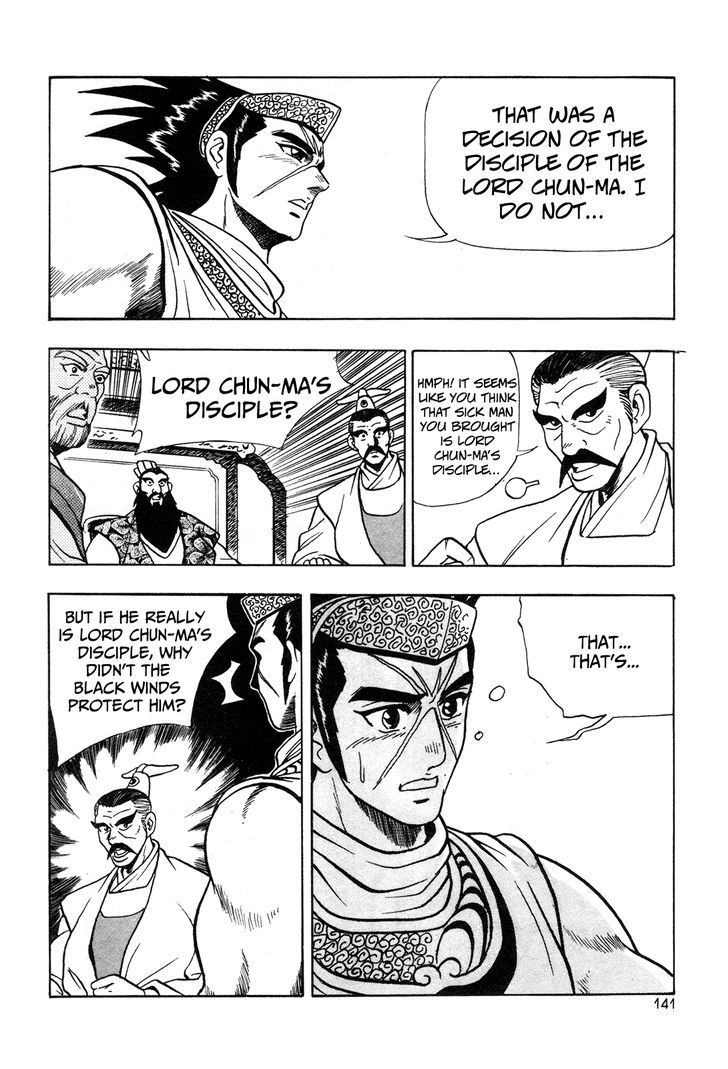 THAT WAS A
DECISION OF THE
DISCIPLE OF THE
LORD CHUN-MA. I
DO NOT...
LORD CHUN-MA'S
DISCIPLE?
HMPH! IT SEEMS
LIKE YOU THINK
THAT SICK MAN
YOU BROUGHT
IS LORD
CHUN-MA'S
DISCIPLE...
BUT IF HE REALLY
IS LORD CHUN-MA'S
DISCIPLE, WHY
DIDN'T THE
BLACK WINDS
PROTECT HIM?
THAT...
THAT'S...
141